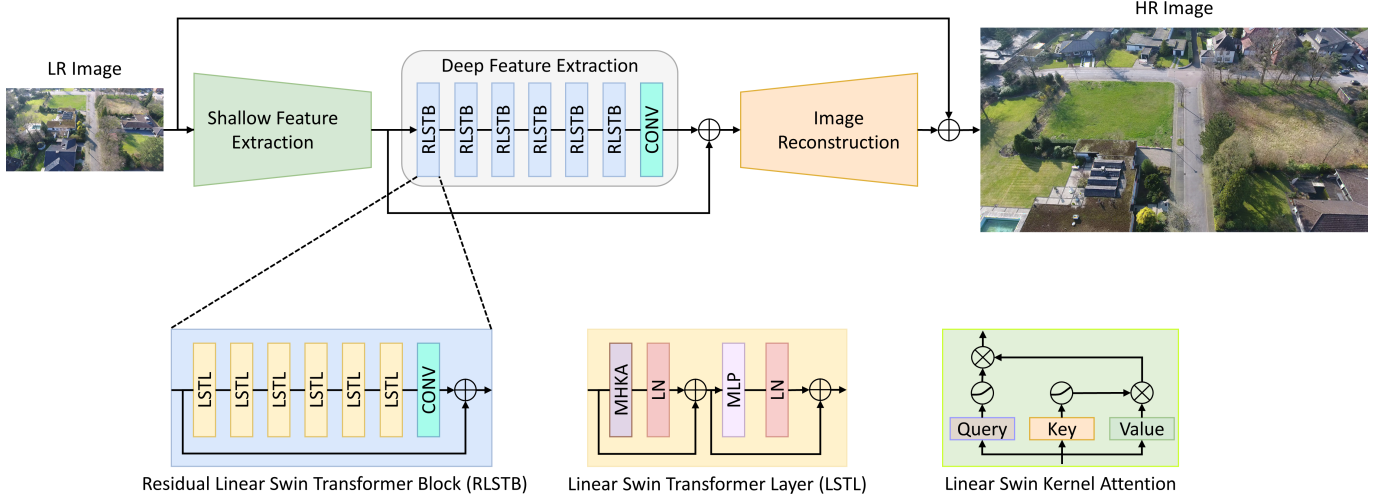 HR Image
LR Image
Deep Feature Extraction
Shallow Feature
Extraction
RLSTB
RLSTB
RLSTB
RLSTB
RLSTB
RLSTB
CONV
Image
Reconstruction
LSTL
LSTL
LSTL
LSTL
LSTL
LSTL
CONV
MHKA
LN
MLP
LN
Query
Key
Value
Residual Linear Swin Transformer Block (RLSTB)
Linear Swin Transformer Layer (LSTL)
Linear Swin Kernel Attention